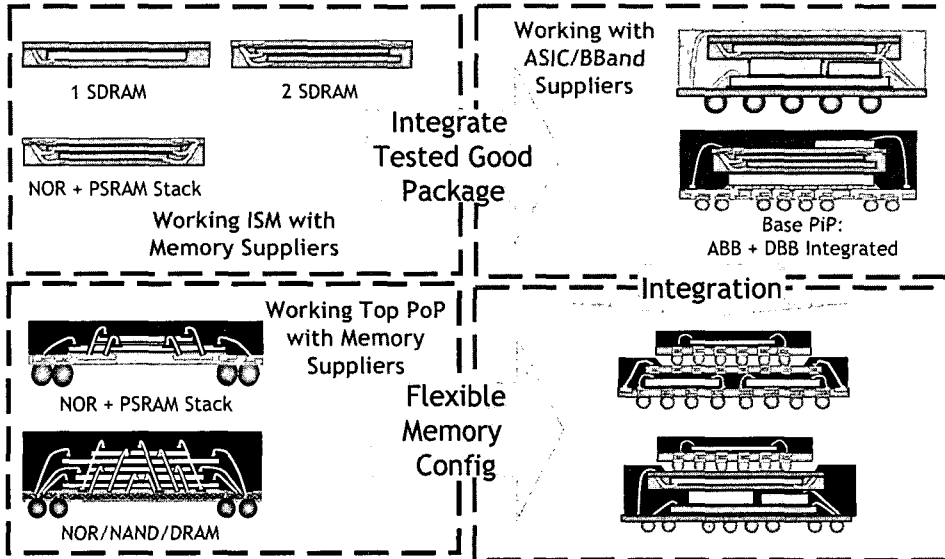 1 SDRAM
2 SDRAM
NOR + PSRAM Stack
Working ISM with
Memory Suppliers
Integrate
Tested Good
Package
Working with
ASIC/BBand
Suppliers
Base PiP:
ABB + DBB Integrated
Working Top PoP
with Memory
Suppliers
NOR + PSRAM Stack
NOR/NAND/DRAM
Flexible
Memory
Config
Integration